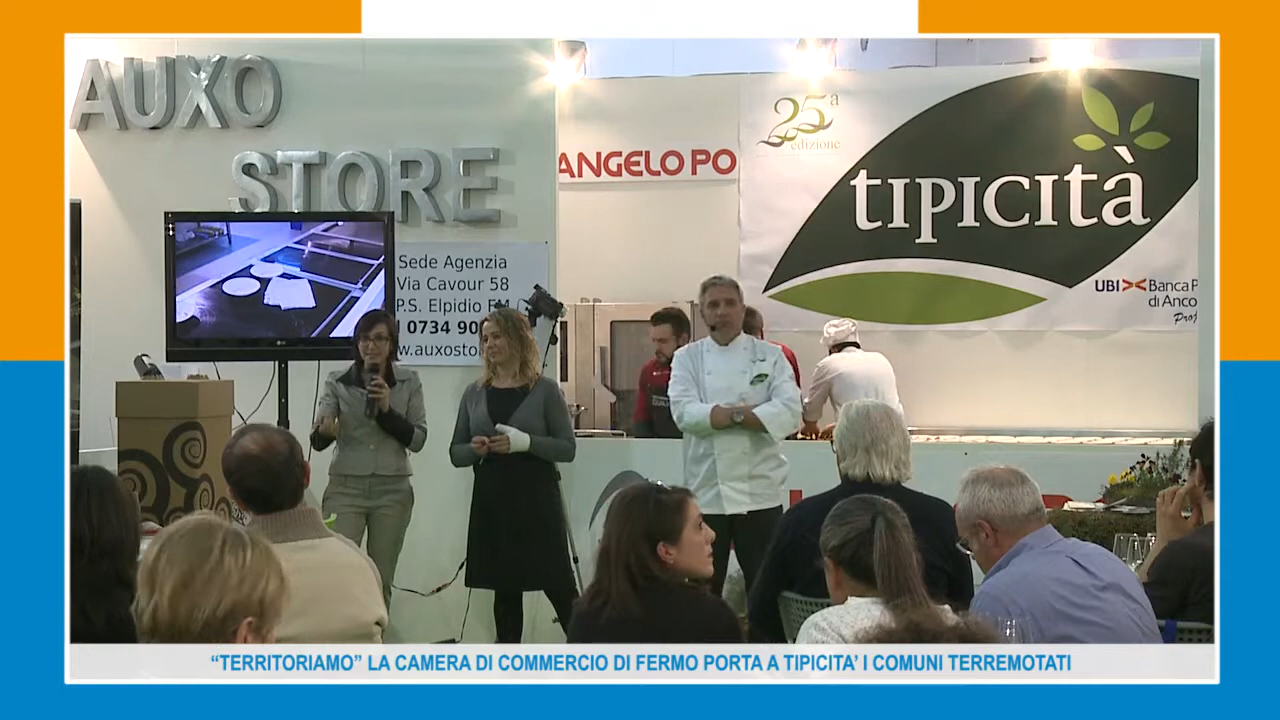 AUXO
STORE
Sede Agenzia
Via Cavour 58
P.S. Elpidio FM
0734 90
w.auxosto
ANGELO PO
25ª
edizione
tipicità
UBI Banca P
di Anco
“TERRITORIAMO” LA CAMERA DI COMMERCIO DI FERMO PORTA A TIPICITA’ I COMUNI TERREMOTATI